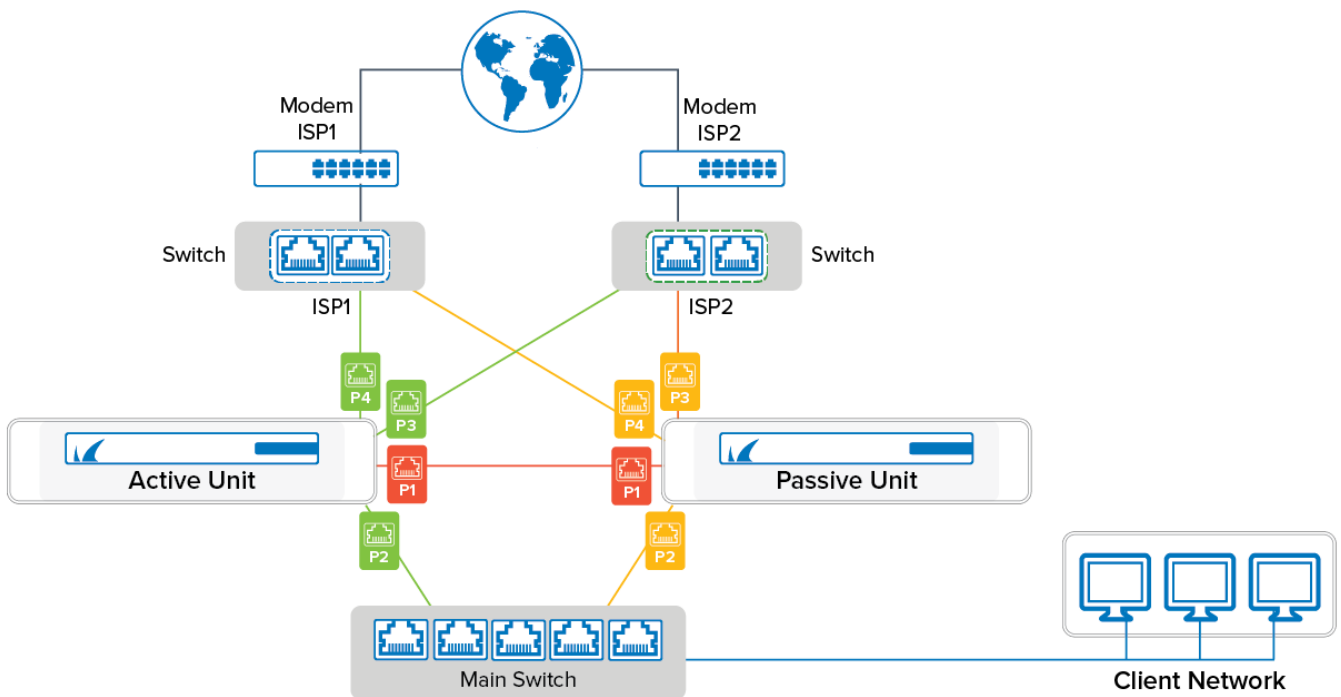 Modem
ISP1
Modem
ISP2
Switch
Switch
ISP1
ISP2
P4
P3
P3
P4
Active Unit
P1
P1
Passive Unit
P2
P2
Main Switch
Client Network